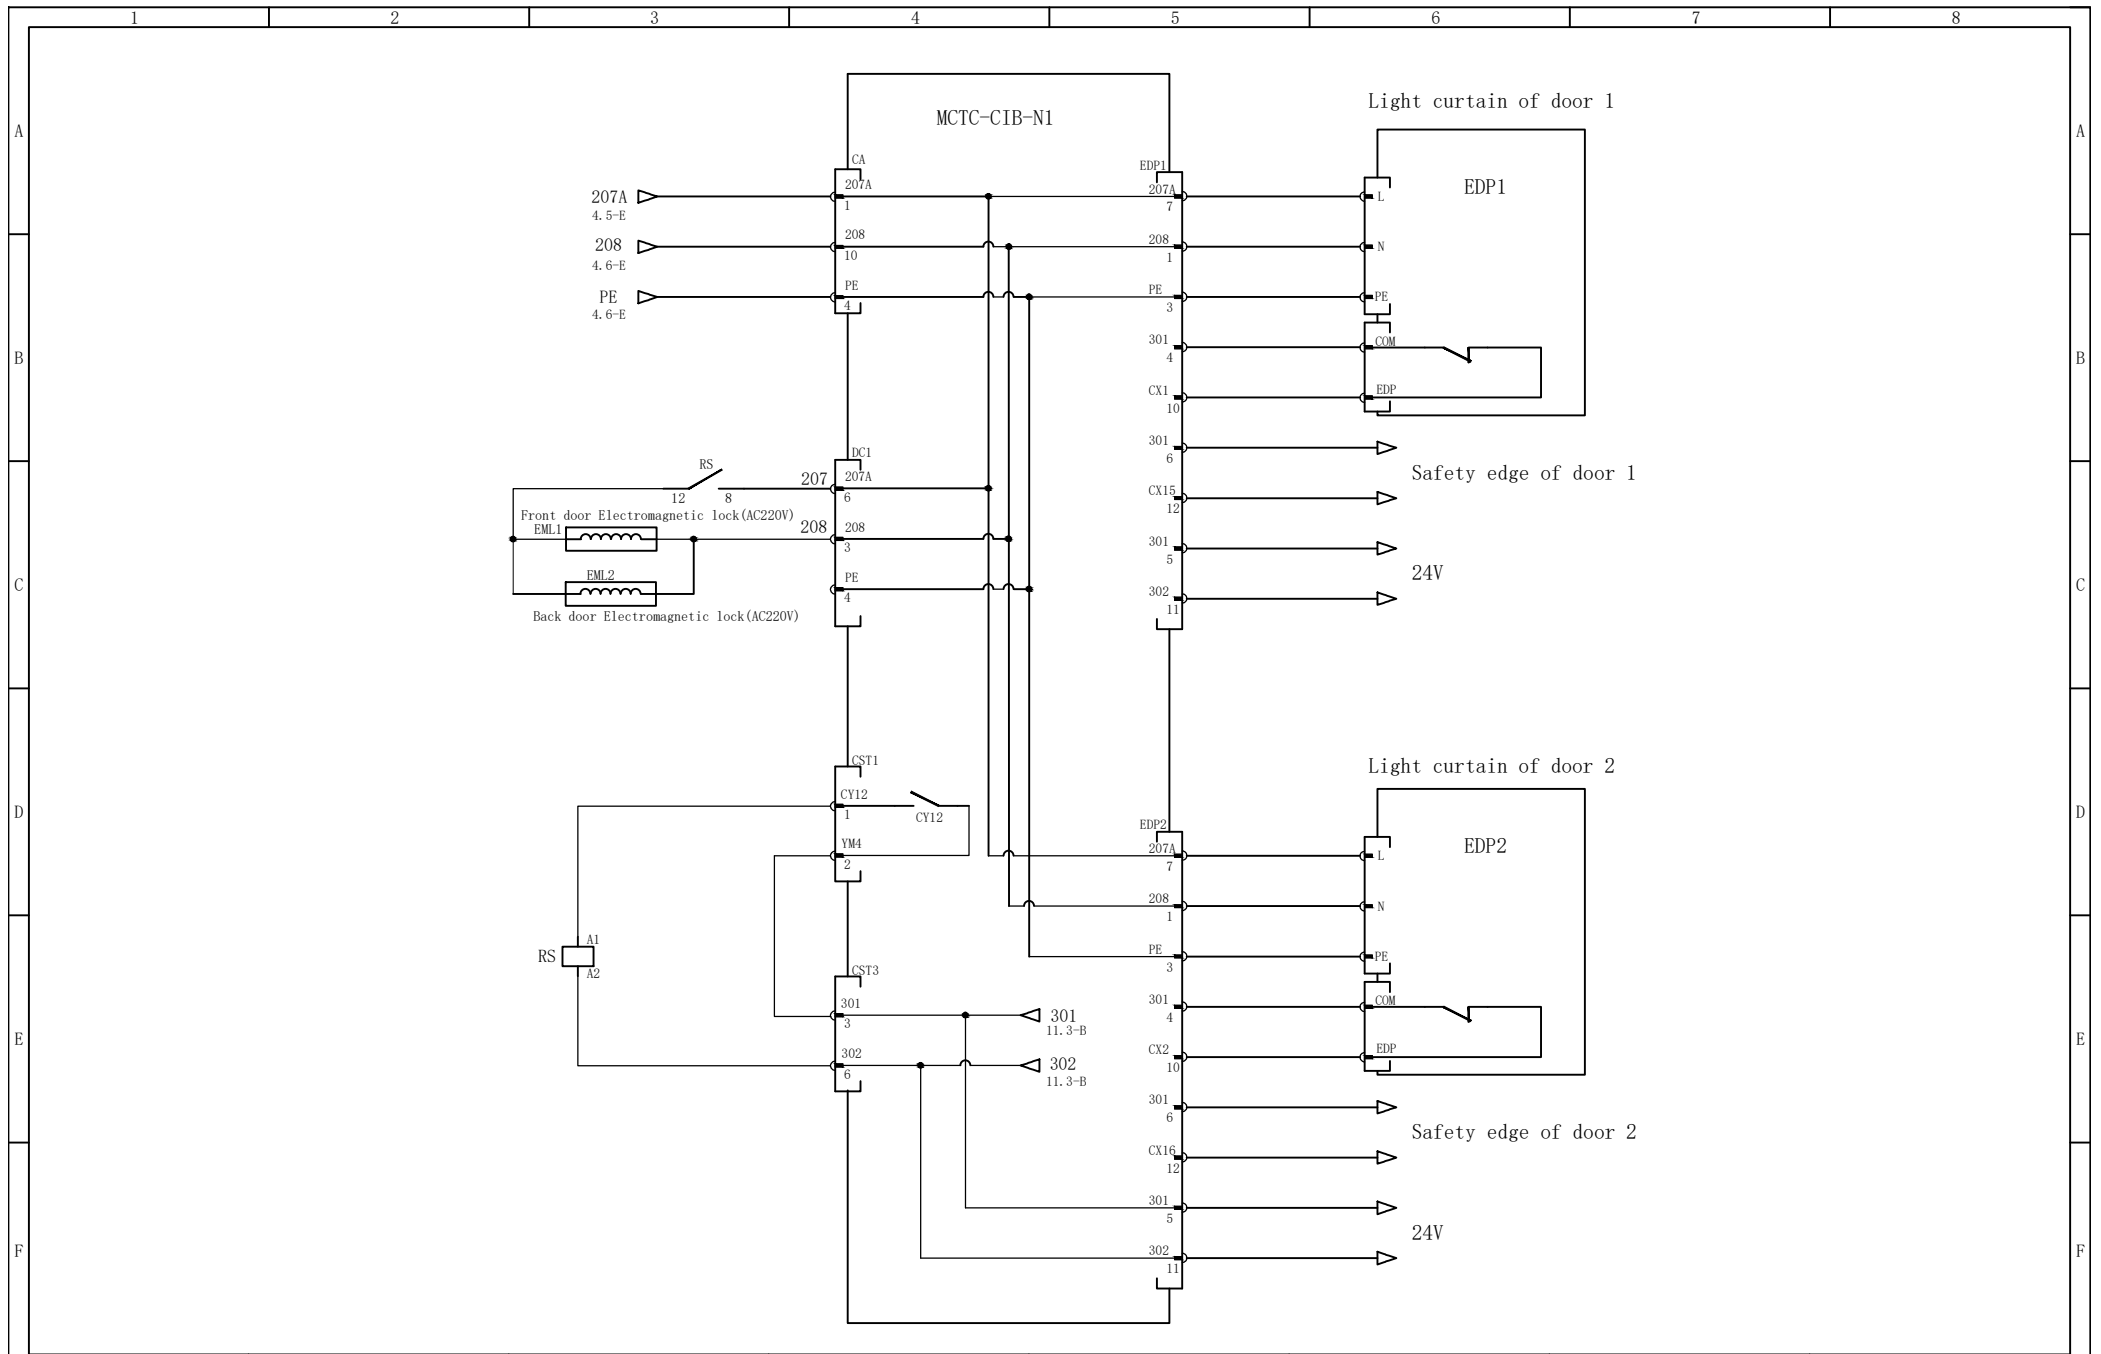 1 2 3 4 5 6 7 8
A A
MCTC-CIB-N1
Light curtain of door 1
CA
EDP1
207A
4.5-E
207A
1
207A
7
L
EDP1
208
4.6-E
208
10
208
1
N
PE
4.6-E
PE
4
PE
3
PE
301
4
COM
B B
CX1
10
EDP
301
6
Safety edge of door 1
DC1
RS
12 8
207
207A
6
CX15
12
Front door Electromagnetic lock(AC220V)
EML1
208
208
3
301
5
24V
EML2
PE
4
C C
302
11
Back door Electromagnetic lock(AC220V)
CST1
Light curtain of door 2
CY12
1
CY12
D D
EDP2
YM4
2
207A
7
L
EDP2
208
1
N
RS
A1
A2
PE
3
PE
CST3
301
3
301
11.3-B
301
4
COM
E E
302
6
302
11.3-B
CX2
10
EDP
301
6
Safety edge of door 2
CX16
12
301
5
24V
F F
302
11